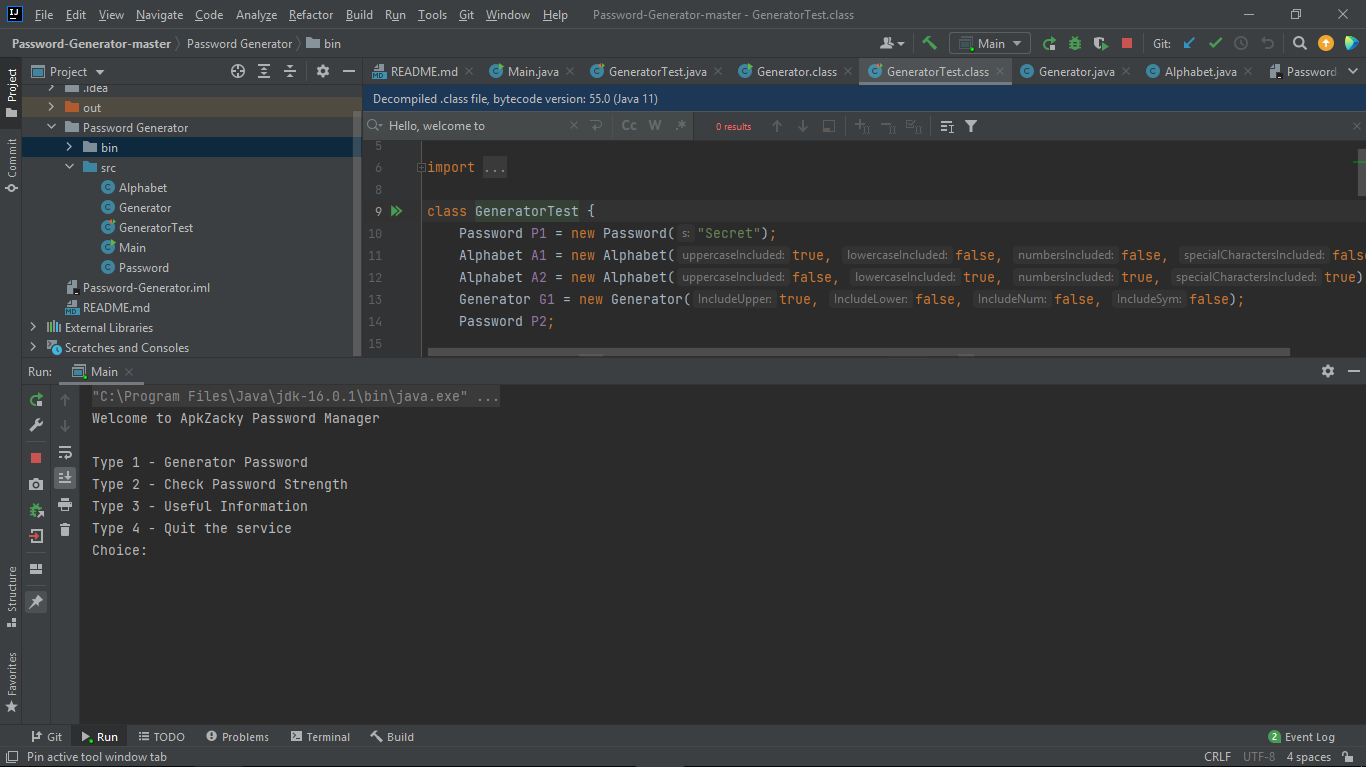 File Edit View Navigate Code Analyze Refactor Build Run Tools Git Window Help Password-Generator-master - GeneratorTest.class
Password-Generator-master Password Generator bin Main Git:
Project README.md Main.java GeneratorTest.java Generator.class GeneratorTest.class Generator.java Alphabet.java Password
Project
Commit
.idea
out
Password Generator
bin
src
Alphabet
Generator
GeneratorTest
Main
Password
Password-Generator.iml
README.md
External Libraries
Scratches and Consoles
Decompiled .class file, bytecode version: 55.0 (Java 11)
Hello, welcome to Cc W .* 0 results
5
6 import ...
8
9 class GeneratorTest {
10 Password P1 = new Password( s: "Secret");
11 Alphabet A1 = new Alphabet( uppercaseIncluded: true, lowercaseIncluded: false, numbersIncluded: false, specialCharactersIncluded: fals
12 Alphabet A2 = new Alphabet( uppercaseIncluded: false, lowercaseIncluded: true, numbersIncluded: true, specialCharactersIncluded: true)
13 Generator G1 = new Generator( IncludeUpper: true, IncludeLower: false, IncludeNum: false, IncludeSym: false);
14 Password P2;
15
Run: Main
"C:\Program Files\Java\jdk-16.0.1\bin\java.exe" ...
Welcome to ApkZacky Password Manager
Type 1 - Generator Password
Type 2 - Check Password Strength
Type 3 - Useful Information
Type 4 - Quit the service
Choice:
Structure
Favorites
Git Run TODO Problems Terminal Build 2 Event Log
Pin active tool window tab CRLF UTF-8 4 spaces